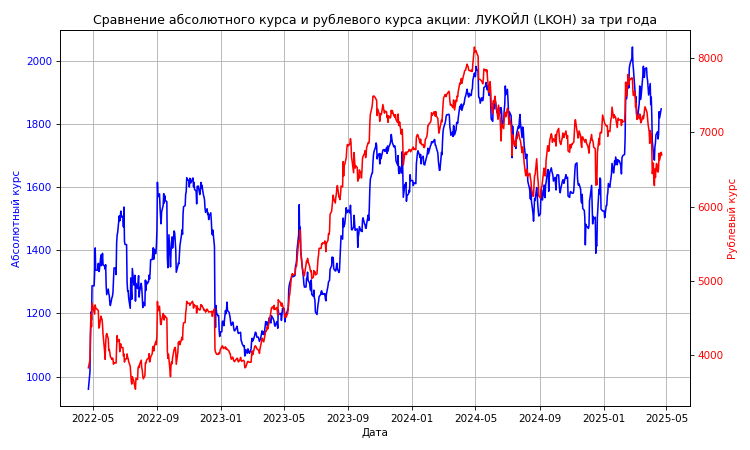 Сравнение абсолютного курса и рублевого курса акции: ЛУКОЙЛ (LKOH) за три года
Абсолютный курс
2000
1800
1600
1400
1200
1000
8000
7000
6000
5000
4000
Рублевый курс
2022-05 2022-09 2023-01 2023-05 2023-09 2024-01 2024-05 2024-09 2025-01 2025-05
Дата